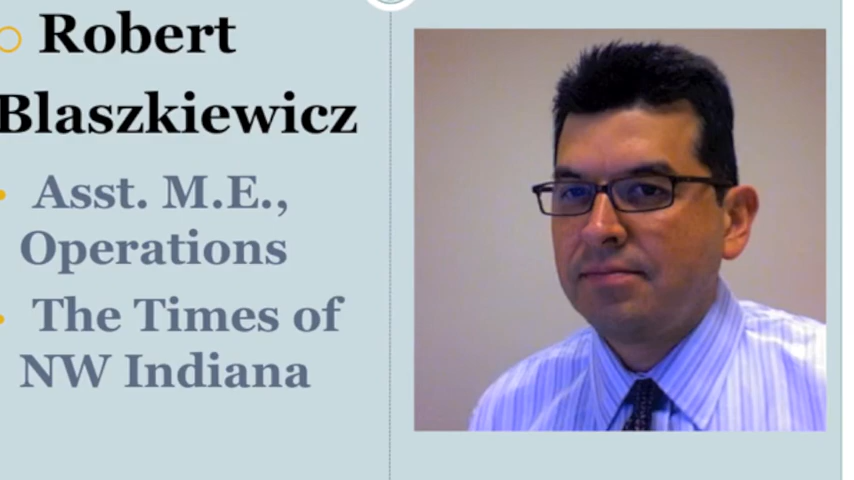 Robert
Blaszkiewicz
Asst. M.E.,
Operations
The Times of
NW Indiana